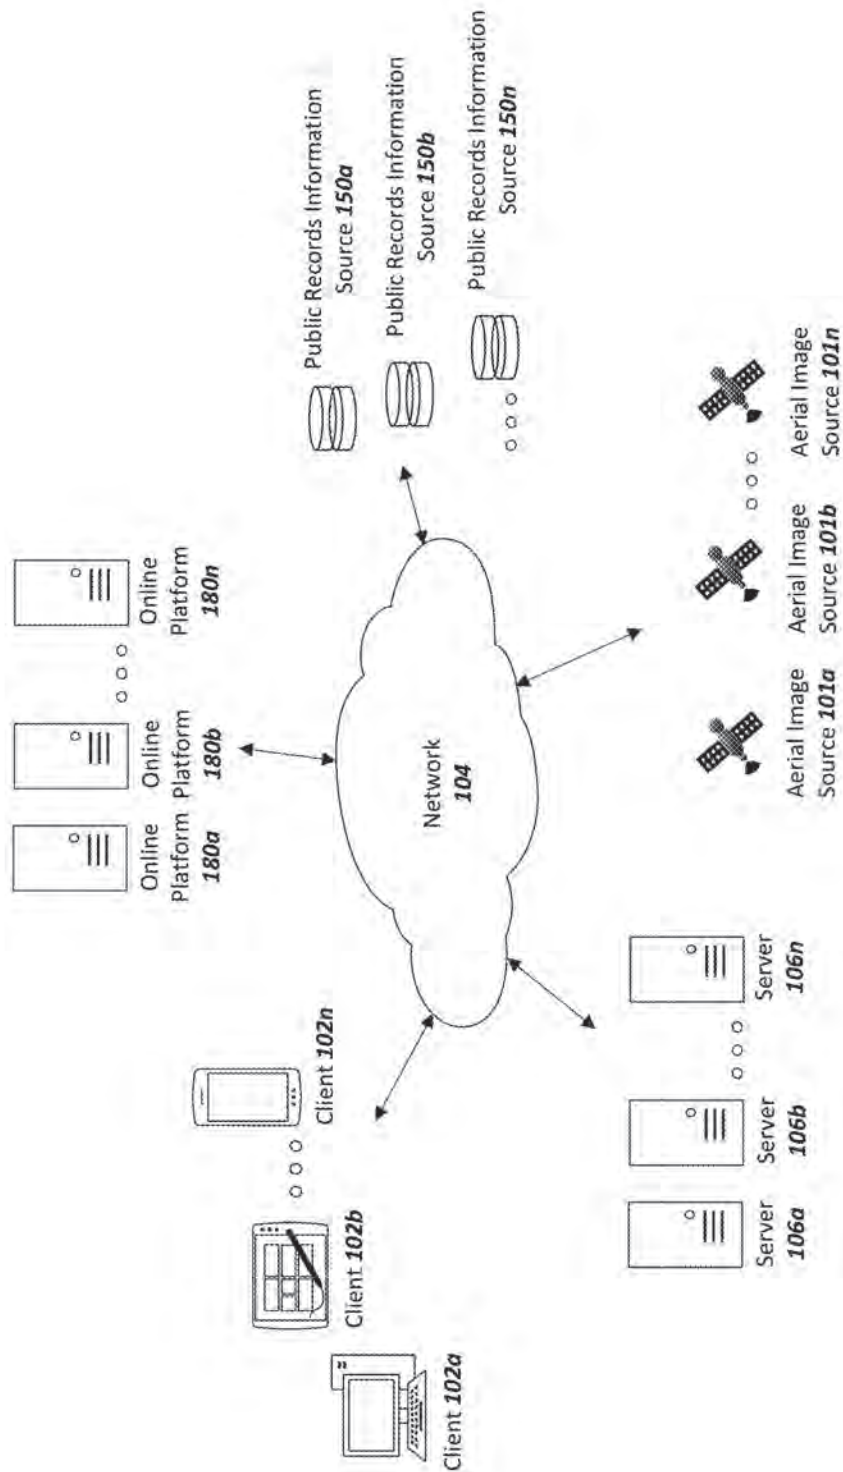 Client 102a
Client 102b
Client 102n
Online
Platform
180a
Online
Platform
180b
Online
Platform
180n
Public Records Information
Source 150a
Public Records Information
Source 150b
Public Records Information
Source 150n
Network
104
Server
106a
Server
106b
Server
106n
Aerial Image
Source 101a
Aerial Image
Source 101b
Aerial Image
Source 101n